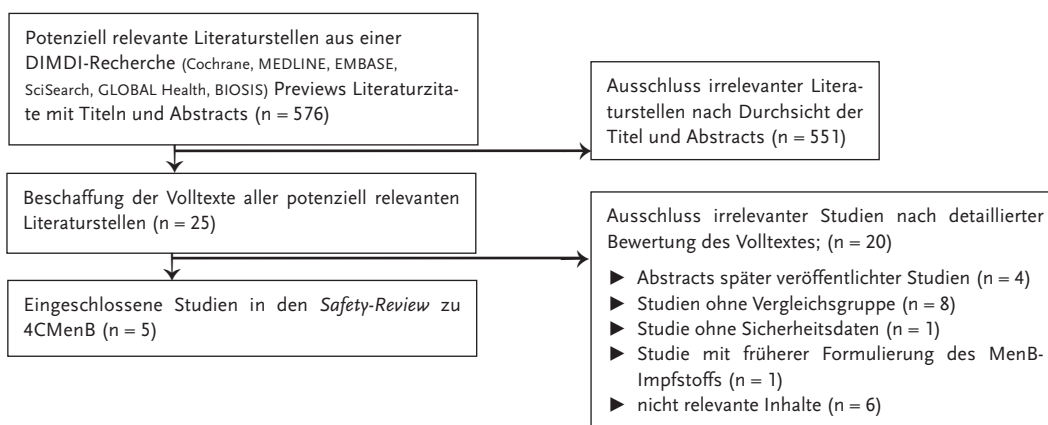 Potenziell relevante Literaturstellen aus einer
DIMDI-Recherche (Cochrane, MEDLINE, EMBASE,
SciSearch, GLOBAL Health, BIOSIS) Previews Literaturzita-
te mit Titeln und Abstracts (n = 576)
Ausschluss irrelevanter Litera-
turstellen nach Durchsicht der
Titel und Abstracts (n = 551)
Beschaffung der Volltexte aller potenziell relevanten
Literaturstellen (n = 25)
Ausschluss irrelevanter Studien nach detaillierter
Bewertung des Volltextes; (n = 20)
► Abstracts später veröffentlichter Studien (n = 4)
► Studien ohne Vergleichsgruppe (n = 8)
► Studie ohne Sicherheitsdaten (n = 1)
► Studie mit früherer Formulierung des MenB-
Impfstoffs (n = 1)
► nicht relevante Inhalte (n = 6)
Eingeschlossene Studien in den Safety-Review zu
4CMenB (n = 5)